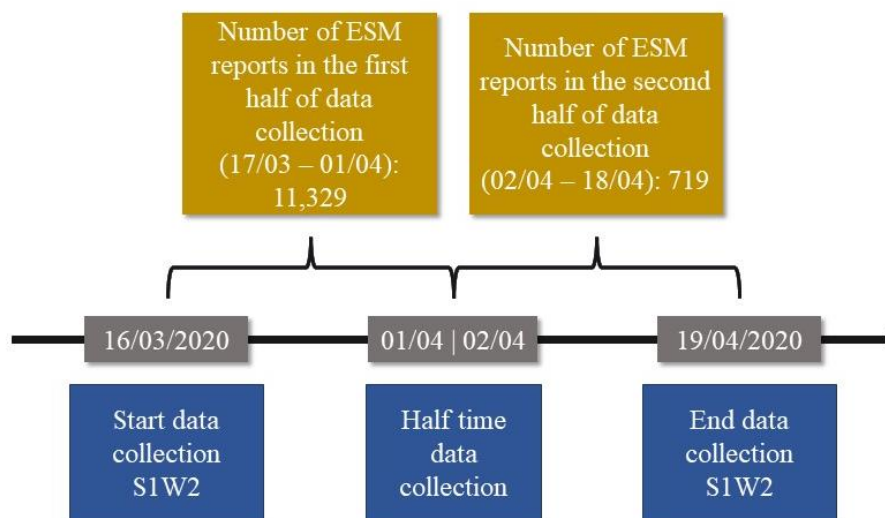 Number of ESM
reports in the first
half of data
collection
(17/03 – 01/04):
11,329
Number of ESM
reports in the second
half of data
collection
(02/04 – 18/04): 719
16/03/2020
01/04 | 02/04
19/04/2020
Start data
collection
S1W2
Half time
data
collection
End data
collection
S1W2